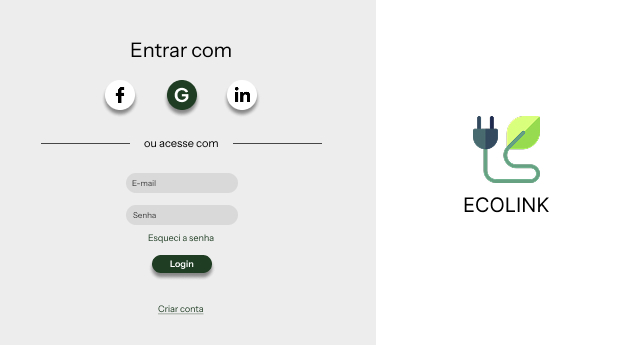 Entrar com
f G in
ou acesse com
E-mail
Senha
Esqueci a senha
Login
Criar conta
ECOLINK